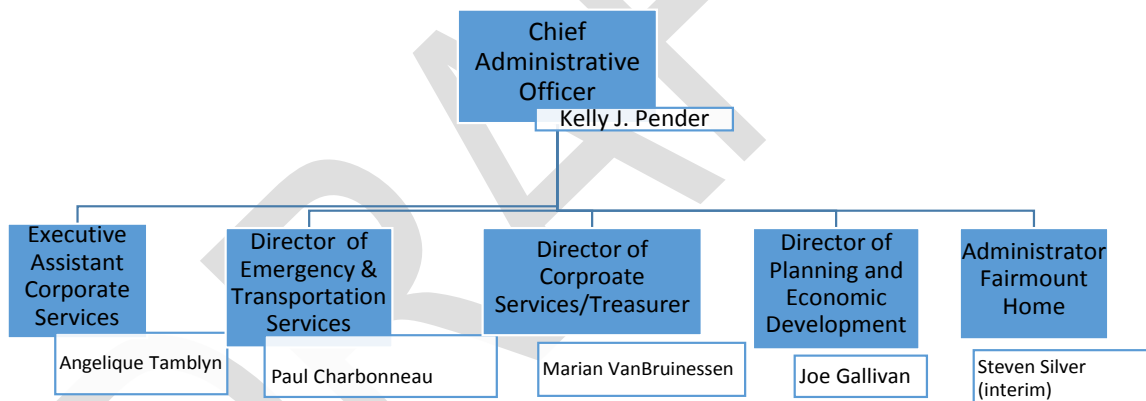 Chief
Administrative
Officer
Kelly J. Pender
Executive
Assistant
Corporate
Services
Angelique Tamblyn
Director of
Emergency &
Transportation
Services
Paul Charbonneau
Director of
Corproate
Services/Treasurer
Marian VanBruinessen
Director of
Planning and
Economic
Development
Joe Gallivan
Administrator
Fairmount
Home
Steven Silver
(interim)